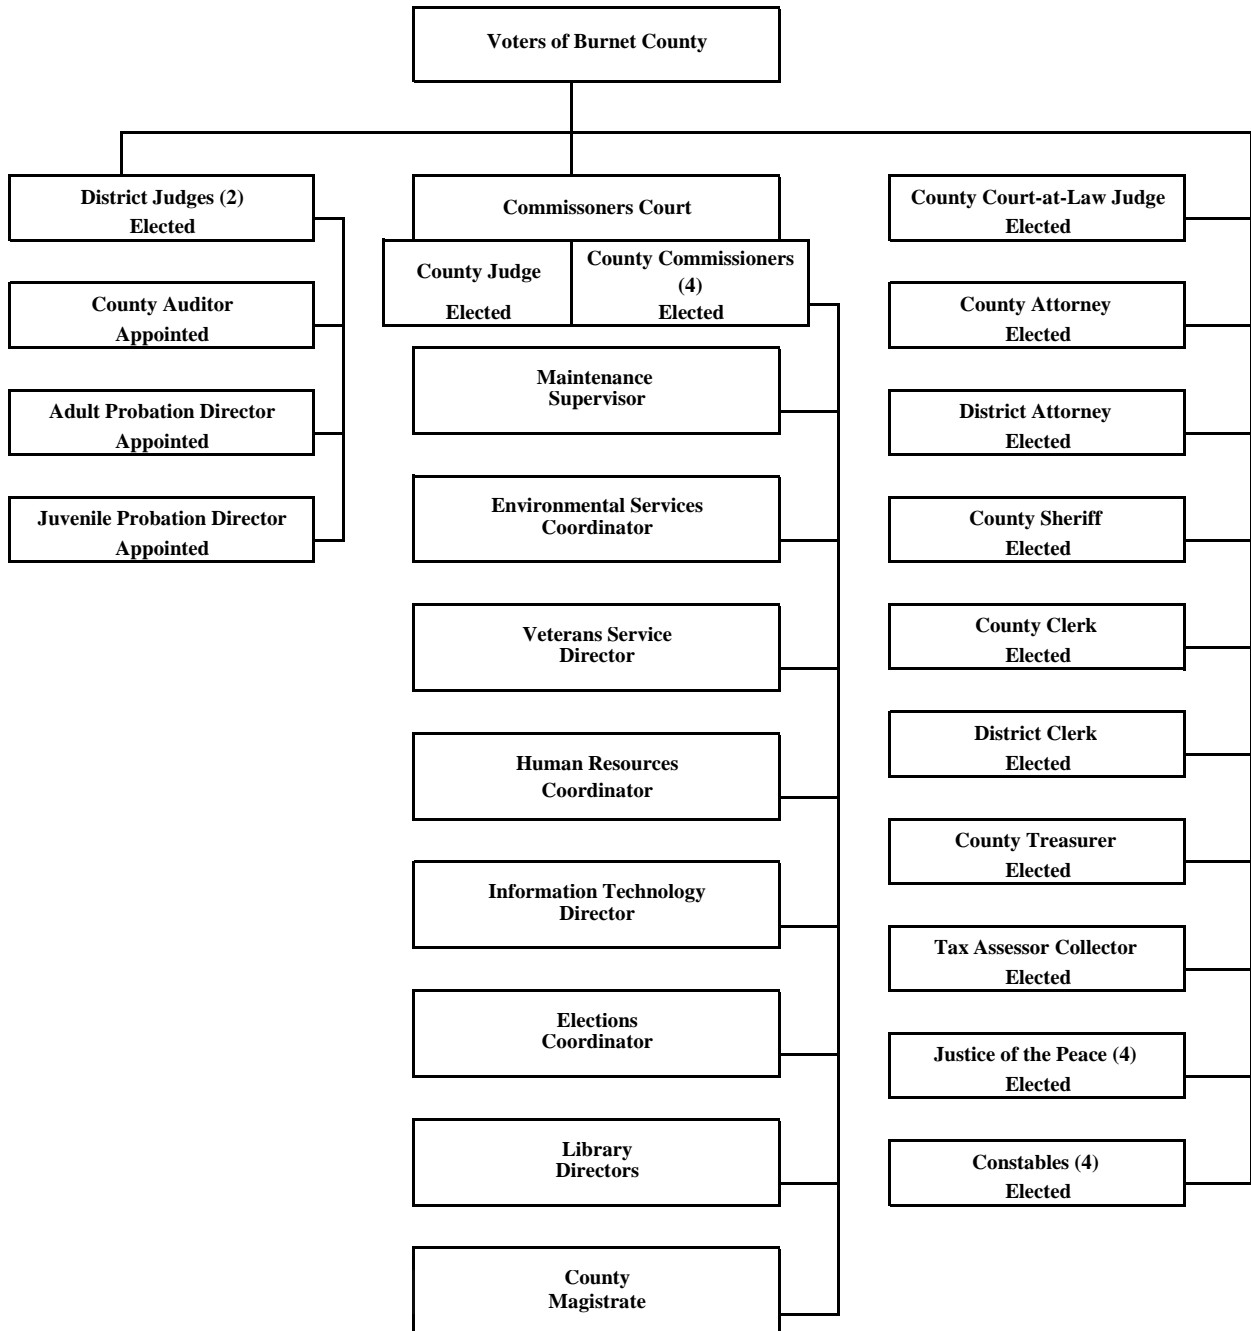 Voters of Burnet County
District Judges (2)
Elected
County Auditor
Appointed
Adult Probation Director
Appointed
Juvenile Probation Director
Appointed
Commissoners Court
County Judge
Elected
County Commissioners
(4)
Elected
Maintenance
Supervisor
Environmental Services
Coordinator
Veterans Service
Director
Human Resources
Coordinator
Information Technology
Director
Elections
Coordinator
Library
Directors
County
Magistrate
County Court-at-Law Judge
Elected
County Attorney
Elected
District Attorney
Elected
County Sheriff
Elected
County Clerk
Elected
District Clerk
Elected
County Treasurer
Elected
Tax Assessor Collector
Elected
Justice of the Peace (4)
Elected
Constables (4)
Elected